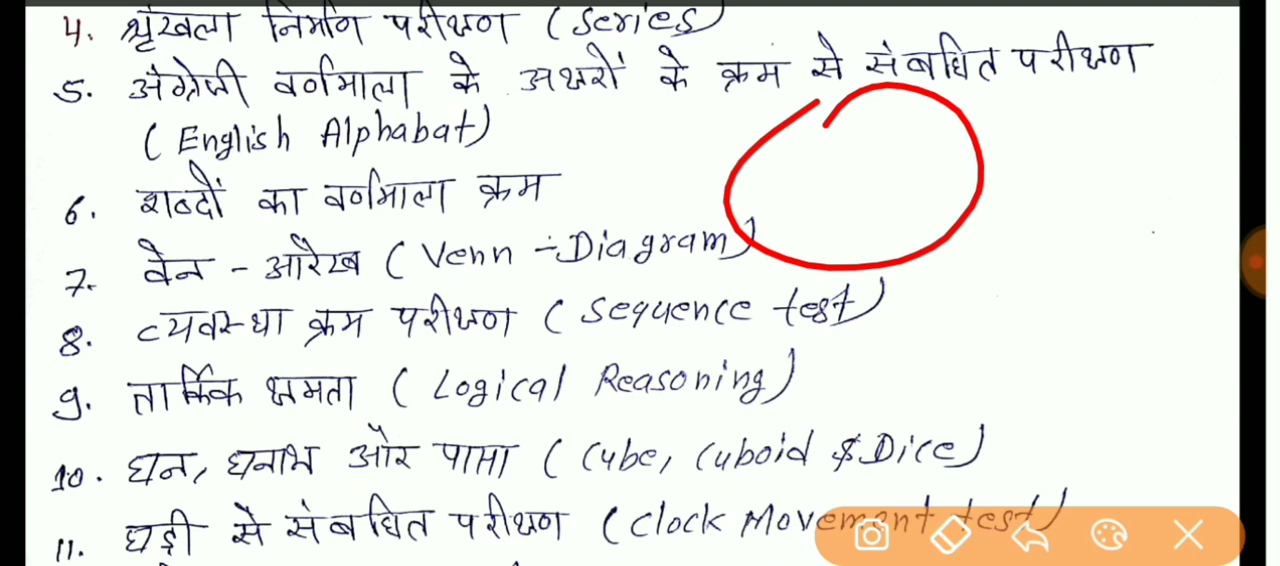 4. श्रृंखला निर्माण परीक्षण (Series)
5. अंग्रेजी वर्णमाला के अक्षरों के क्रम से संबधित परीक्षण
(English Alphabat)
6. शब्दों का वर्णमाला क्रम
7. वेन - आरेख (Venn - Diagram)
8. व्यवस्था क्रम परीक्षण (Sequence test)
9. तार्किक क्षमता (Logical Reasoning)
10. घन, घनाभ और पासा (Cube, Cuboid & Dice)
11. घड़ी से संबधित परीक्षण (Clock Movement test)